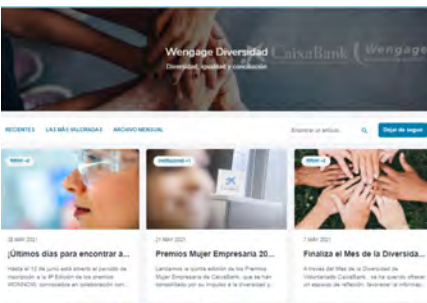 Wengage Diversidad
Diversidad, igualdad y conciliación
CaixaBank ( Wengage
RECIENTES LAS MÁS VALORADAS ARCHIVO MENSUAL
Encontrar un artículo... Dejar de seguir
28 MAY 2021
¡Últimos días para encontrar a...
Hasta el 12 de junio está abierto el periodo de
inscripción a la 4ª Edición de los premios
WONNOW, convocados en colaboración con
21 MAY 2021
Premios Mujer Empresaria 20...
Lanzamos la quinta edición de los Premios
Mujer Empresaria de CaixaBank, que se han
consolidado por su impulso a la diversidad y
7 MAY 2021
Finaliza el Mes de la Diversida...
A través del Mes de la Diversidad de
Voluntariado CaixaBank, se ha querido ofrecer
un espacio de reflexión, favorecer la informac